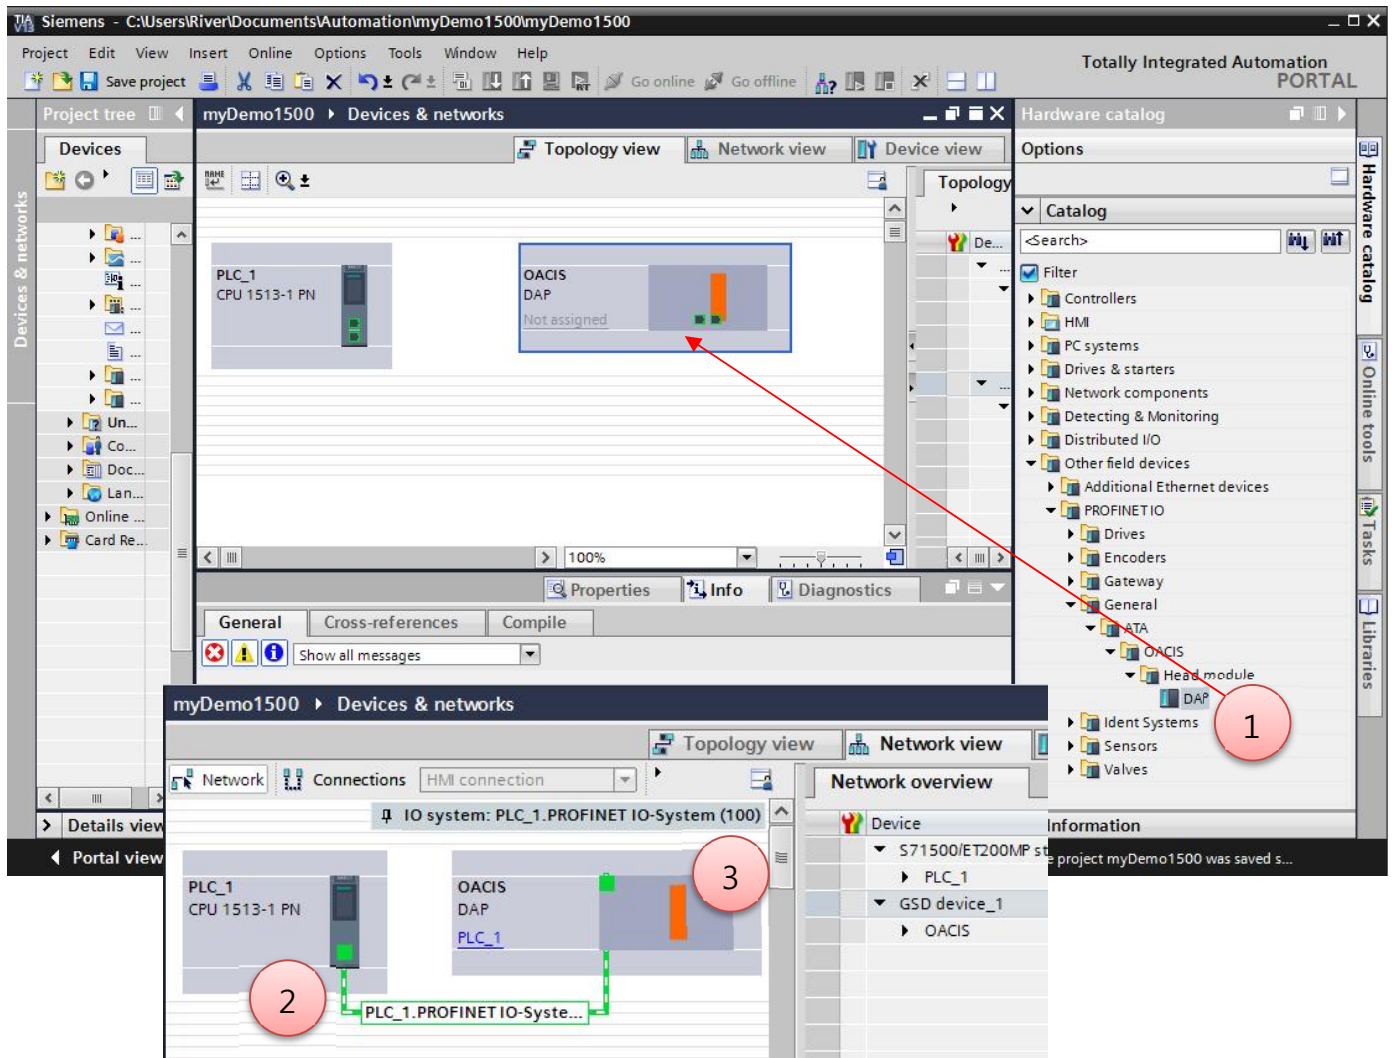 TIA V13 Siemens - C:\Users\River\Documents\Automation\myDemo1500\myDemo1500
Project Edit View Insert Online Options Tools Window Help
Totally Integrated Automation
PORTAL
Save project
Go online
Go offline
Project tree
myDemo1500 Devices & networks
Hardware catalog
Devices
Topology view
Network view
Device view
Options
Devices & networks
NAME
Topology
Catalog
De...
<Search>
Filter
PLC_1
CPU 1513-1 PN
OACIS
DAP
Not assigned
...
...
...
...
...
...
...
...
Un...
Co...
Doc...
Lan...
Online ...
Card Re...
...
...
Controllers
HMI
PC systems
Drives & starters
Network components
Detecting & Monitoring
Distributed I/O
Other field devices
Additional Ethernet devices
PROFINET IO
Drives
Encoders
Gateway
General
ATA
OACIS
Head module
DAP
Ident Systems
Sensors
Valves
1
Hardware catalog
Online tools
Tasks
Libraries
100%
Properties
Info
Diagnostics
General
Cross-references
Compile
Show all messages
Details view
Portal view
Information
e project myDemo1500 was saved s...
myDemo1500 Devices & networks
Topology view
Network view
Network
Connections
HMI connection
Network overview
IO system: PLC_1.PROFINET IO-System (100)
Device
S71500/ET200MP st
PLC_1
GSD device_1
OACIS
3
PLC_1
CPU 1513-1 PN
OACIS
DAP
PLC_1
2
PLC_1.PROFINET IO-Syste...